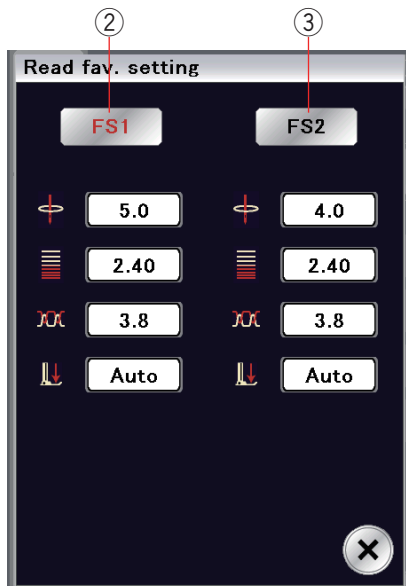 ② ③
Read fav. setting
FS1 FS2
5.0 4.0
2.40 2.40
3.8 3.8
Auto Auto